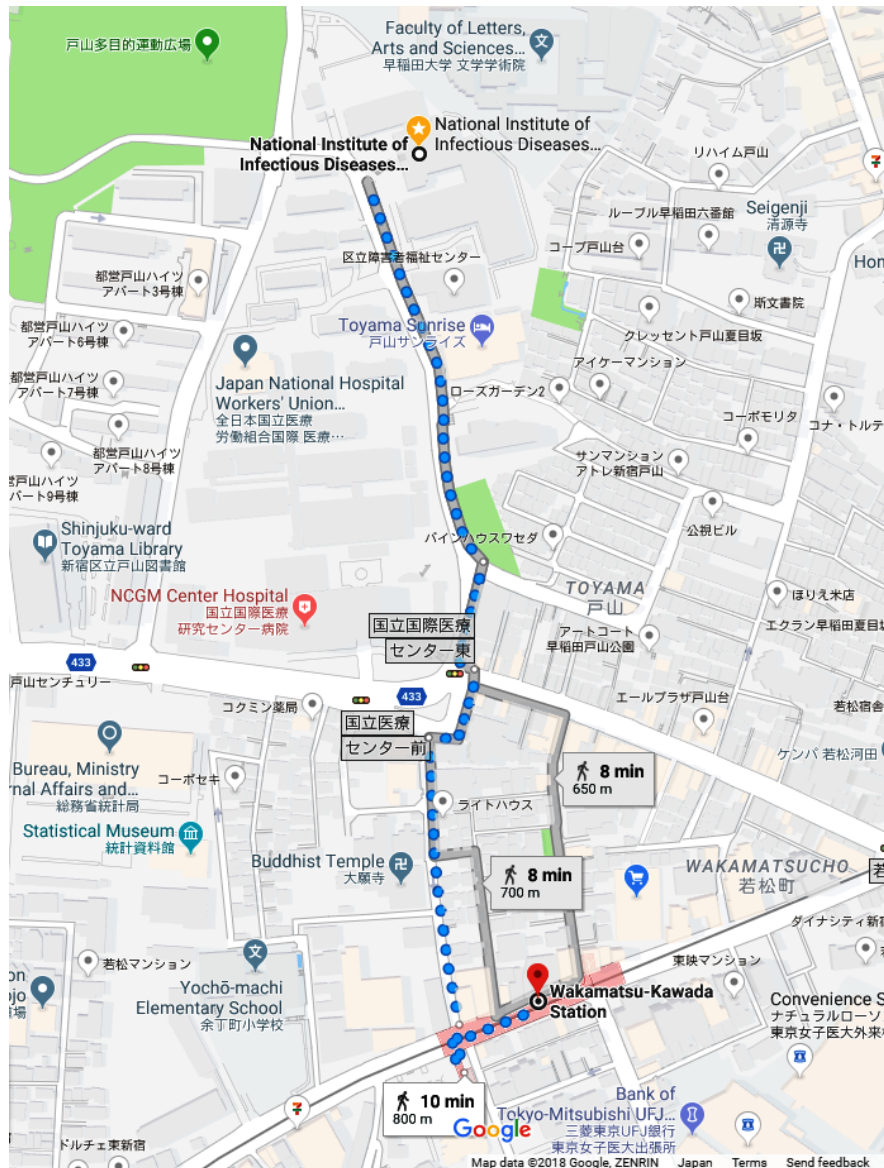 戸山多目的運動広場
Faculty of Letters,
Arts and Sciences...
早稲田大学 文学学術院
National Institute of
Infectious Diseases...
National Institute of
Infectious Diseases...
リハイム戸山
ルーブル早稲田六番館
Seigenji
清源寺
コープ戸山台
区立障害者福祉センター
都営戸山ハイツ
アパート3号棟
斯文書院
Toyama Sunrise
戸山サンライズ
都営戸山ハイツ
アパート6号棟
クレッセント戸山夏目坂
Japan National Hospital
Workers' Union...
全日本国立医療
労働組合国際 医療…
アイケーマンション
都営戸山ハイツ
アパート7号棟
ローズガーデン2
コーポモリタ
コナ・トルテ
都営戸山ハイツ
アパート8号棟
サンマンション
アトレ新宿戸山
営戸山ハイツ
パート9号棟
公視ビル
Shinjuku-ward
Toyama Library
新宿区立戸山図書館
パインハウスワセダ
TOYAMA
戸山
ほりえ米店
エクラン早稲田夏目坂
NCGM Center Hospital
国立国際医療
研究センター病院
国立国際医療
センター東
アートコート
早稲田戸山公園
433
戸山センチュリー
433
コクミン薬局
エールプラザ戸山台
若松宿舎
国立医療
センター前
Bureau, Ministry
nal Affairs and...
総務省統計局
コーポセキ
8 min
650 m
ケンパ 若松河田
ライトハウス
Statistical Museum
統計資料館
Buddhist Temple
大願寺
8 min
700 m
WAKAMATSUCHO
若松町
若
ダイナシティ新宿
若松マンション
東映マンション
Yochō-machi
Elementary School
余丁町小学校
on
ojo
Wakamatsu-Kawada
Station
Convenience S
ナチュラルローソ
東京女子医大外来
10 min
800 m
Google
Bank of
Tokyo-Mitsubishi UFJ...
三菱東京UFJ銀行
東京女子医大出張所
ドルチェ東新宿
Map data ©2018 Google, ZENRIN
Japan
Terms
Send feedback